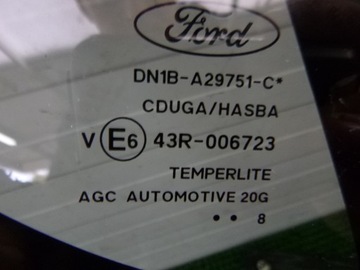 Ford
DN1B-A29751-C*
CDUGA/HASBA
V E6 43R-006723
TEMPERLITE
AGC AUTOMOTIVE 20G
• • 8